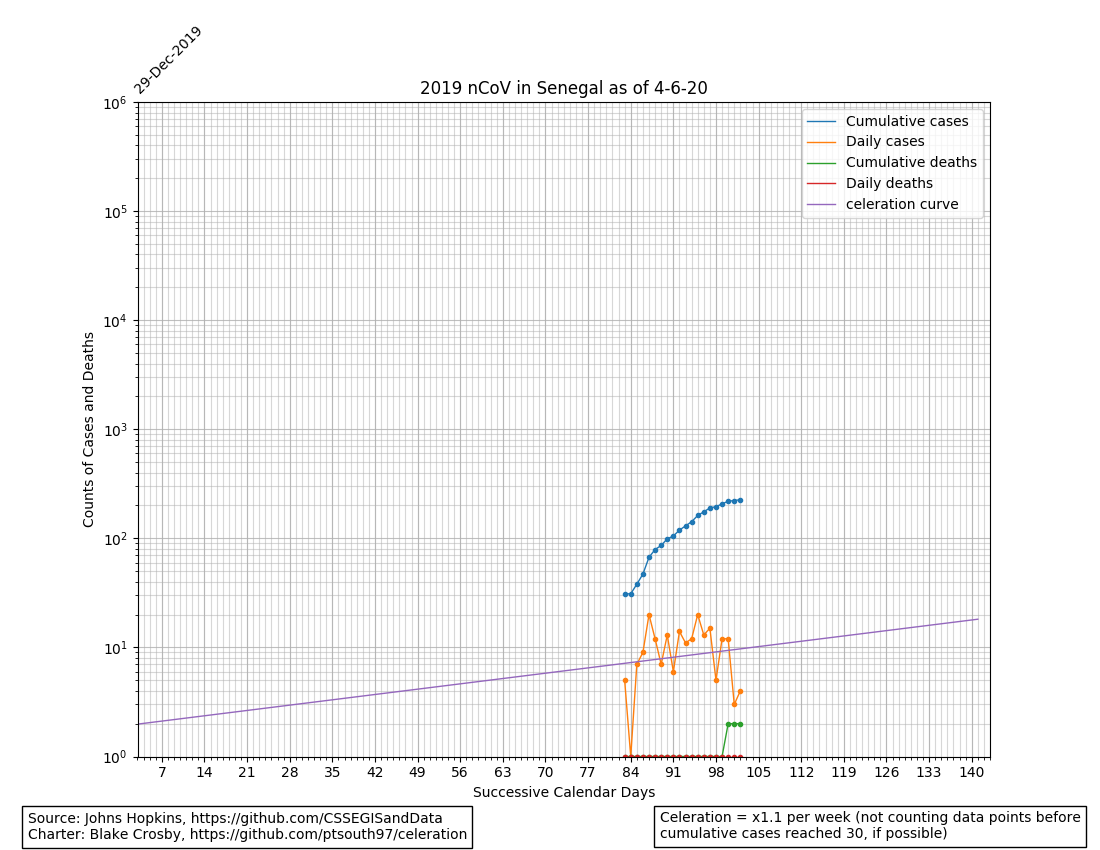 29-Dec-2019
2019 nCoV in Senegal as of 4-6-20
Counts of Cases and Deaths
10^6
10^5
10^4
10^3
10^2
10^1
10^0
Cumulative cases
Daily cases
Cumulative deaths
Daily deaths
celeration curve
7 14 21 28 35 42 49 56 63 70 77 84 91 98 105 112 119 126 133 140
Successive Calendar Days
Source: Johns Hopkins, https://github.com/CSSEGISandData
Charter: Blake Crosby, https://github.com/ptsouth97/celeration
Celeration = x1.1 per week (not counting data points before
cumulative cases reached 30, if possible)